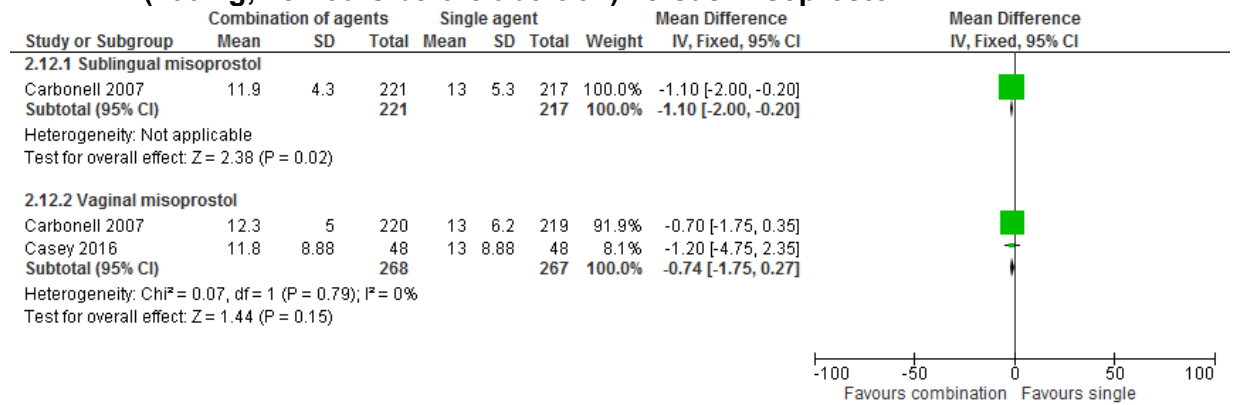 Combination of agents Single agent Mean Difference Mean Difference
Study or Subgroup Mean SD Total Mean SD Total Weight IV, Fixed, 95% CI IV, Fixed, 95% CI
2.12.1 Sublingual misoprostol
Carbonell 2007 11.9 4.3 221 13 5.3 217 100.0% -1.10 [-2.00, -0.20]
Subtotal (95% CI) 221 217 100.0% -1.10 [-2.00, -0.20]
Heterogeneity: Not applicable
Test for overall effect: Z = 2.38 (P = 0.02)
2.12.2 Vaginal misoprostol
Carbonell 2007 12.3 5 220 13 6.2 219 91.9% -0.70 [-1.75, 0.35]
Casey 2016 11.8 8.88 48 13 8.88 48 8.1% -1.20 [-4.75, 2.35]
Subtotal (95% CI) 268 267 100.0% -0.74 [-1.75, 0.27]
Heterogeneity: Chi² = 0.07, df = 1 (P = 0.79); I² = 0%
Test for overall effect: Z = 1.44 (P = 0.15)
-100 -50 0 50 100
Favours combination Favours single